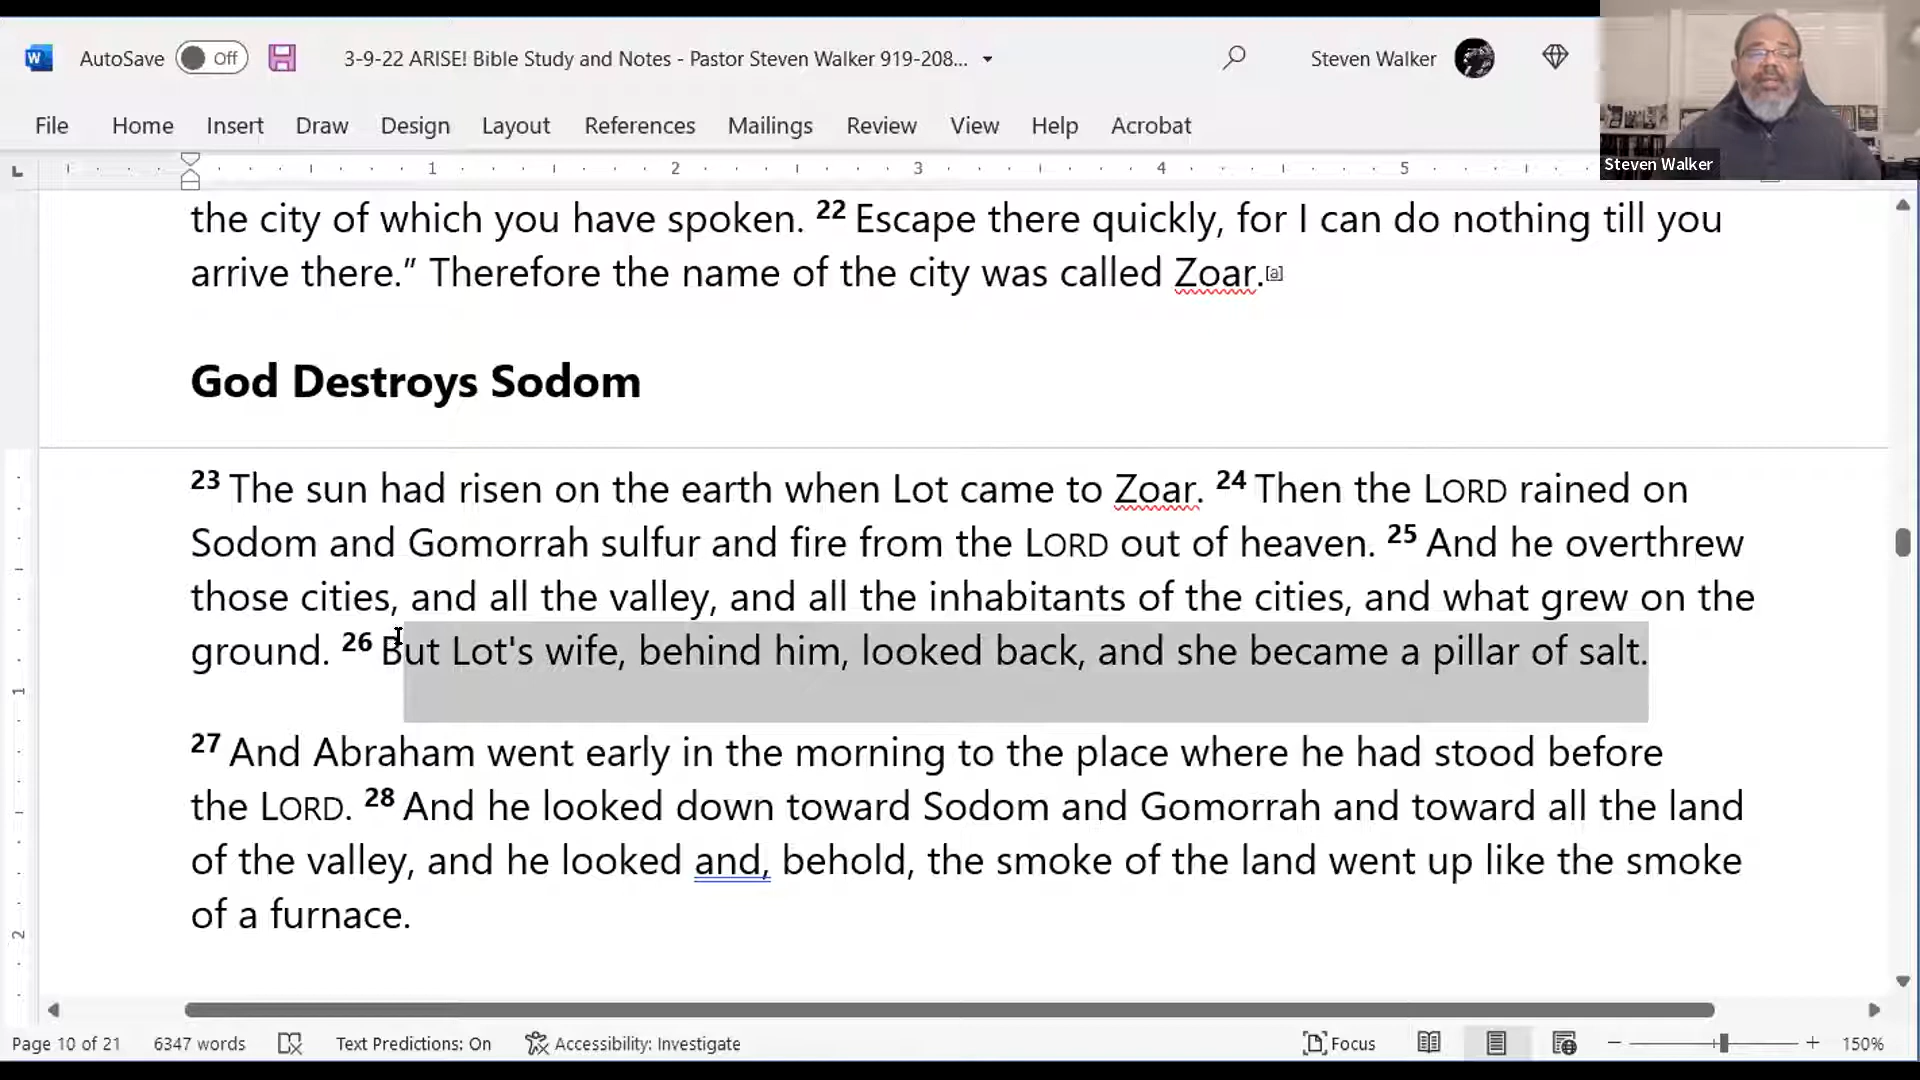 AutoSave Off 3-9-22 ARISE! Bible Study and Notes - Pastor Steven Walker 919-208... Steven Walker
File Home Insert Draw Design Layout References Mailings Review View Help Acrobat
Steven Walker
1 2 3 4 5
the city of which you have spoken. 22 Escape there quickly, for I can do nothing till you
arrive there.” Therefore the name of the city was called Zoar.[a]
God Destroys Sodom
23 The sun had risen on the earth when Lot came to Zoar. 24 Then the LORD rained on
Sodom and Gomorrah sulfur and fire from the LORD out of heaven. 25 And he overthrew
those cities, and all the valley, and all the inhabitants of the cities, and what grew on the
ground. 26 But Lot's wife, behind him, looked back, and she became a pillar of salt.
27 And Abraham went early in the morning to the place where he had stood before
the LORD. 28 And he looked down toward Sodom and Gomorrah and toward all the land
of the valley, and he looked and, behold, the smoke of the land went up like the smoke
of a furnace.
1
2
Page 10 of 21 6347 words Text Predictions: On Accessibility: Investigate Focus 150%